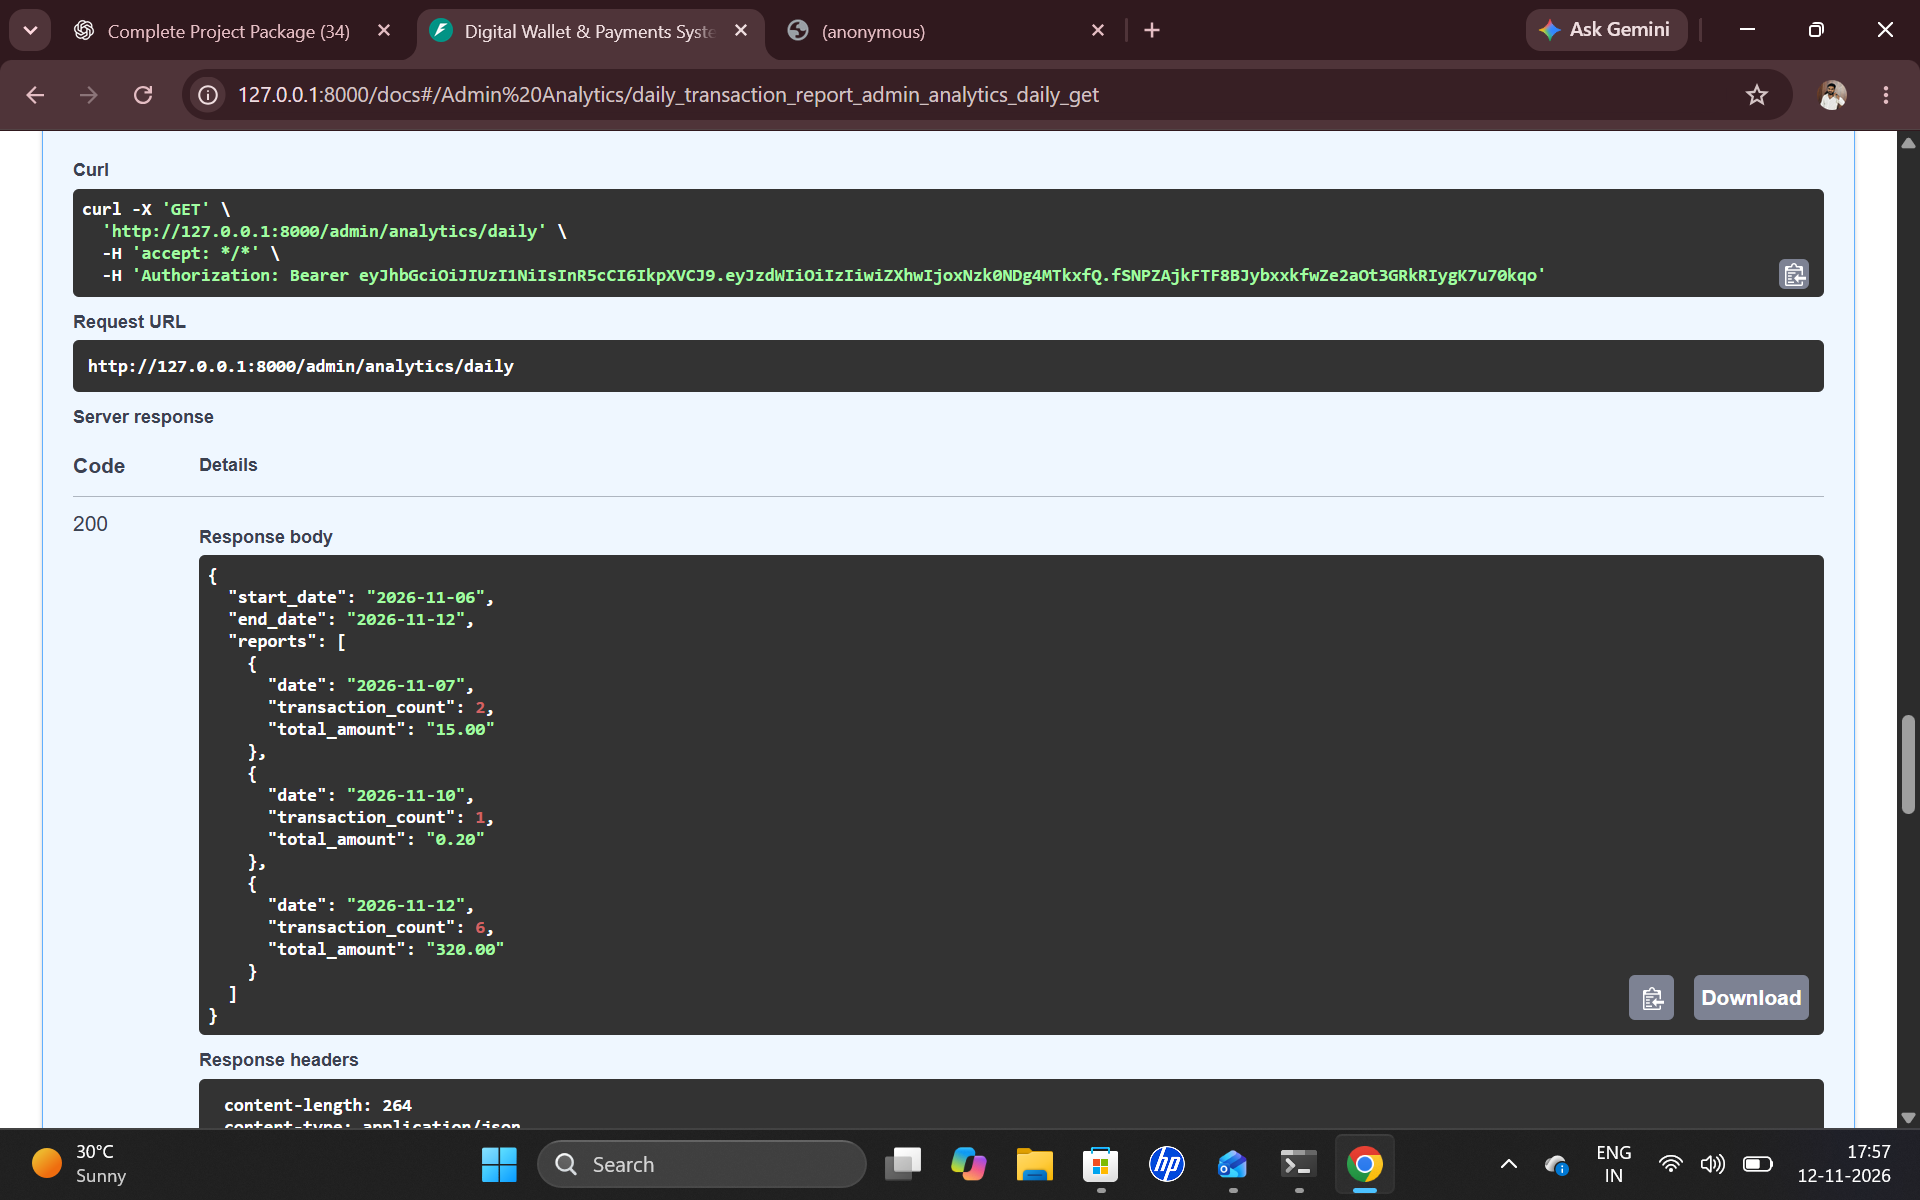 Complete Project Package (34)
Digital Wallet & Payments Syste
(anonymous)
Ask Gemini
127.0.0.1:8000/docs#/Admin%20Analytics/daily_transaction_report_admin_analytics_daily_get
Curl
curl -X 'GET' \
  'http://127.0.0.1:8000/admin/analytics/daily' \
  -H 'accept: */*' \
  -H 'Authorization: Bearer eyJhbGciOiJIUzI1NiIsInR5cCI6IkpXVCJ9.eyJzdWIiOiIzIiwiZXhwIjoxNzk0NDg4MTkxfQ.fSNPZAjkFTF8BJybxxkfwZe2aOt3GRkRIygK7u70kqo'
Request URL
http://127.0.0.1:8000/admin/analytics/daily
Server response
Code Details
200
Response body
{
  "start_date": "2026-11-06",
  "end_date": "2026-11-12",
  "reports": [
    {
      "date": "2026-11-07",
      "transaction_count": 2,
      "total_amount": "15.00"
    },
    {
      "date": "2026-11-10",
      "transaction_count": 1,
      "total_amount": "0.20"
    },
    {
      "date": "2026-11-12",
      "transaction_count": 6,
      "total_amount": "320.00"
    }
  ]
}
Download
Response headers
content-length: 264
content-type: application/json
30°C
Sunny
Search
hp
ENG
IN
17:57
12-11-2026